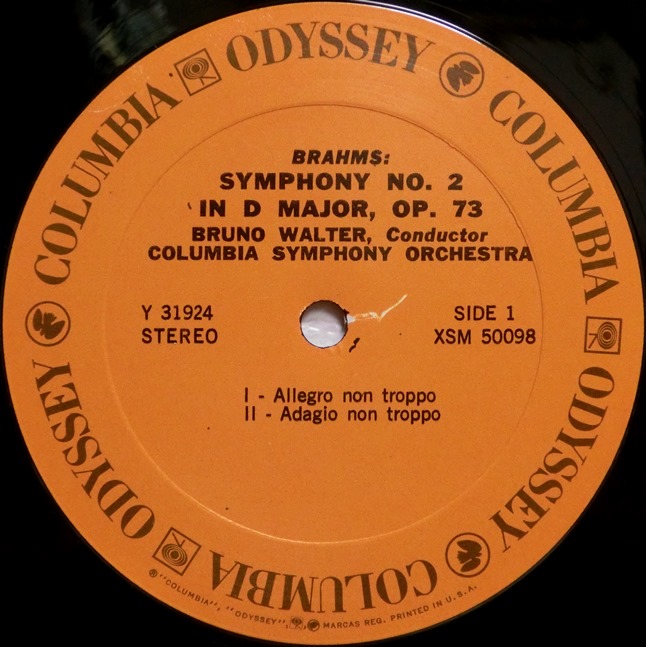 COLUMBIA ODYSSEY COLUMBIA ODYSSEY COLUMBIA ODYSSEY
BRAHMS:
SYMPHONY NO. 2
IN D MAJOR, OP. 73
BRUNO WALTER, Conductor
COLUMBIA SYMPHONY ORCHESTRA
Y 31924
STEREO
SIDE 1
XSM 50098
I - Allegro non troppo
II - Adagio non troppo
® "COLUMBIA", "ODYSSEY", MARCAS REG. PRINTED IN U.S.A.